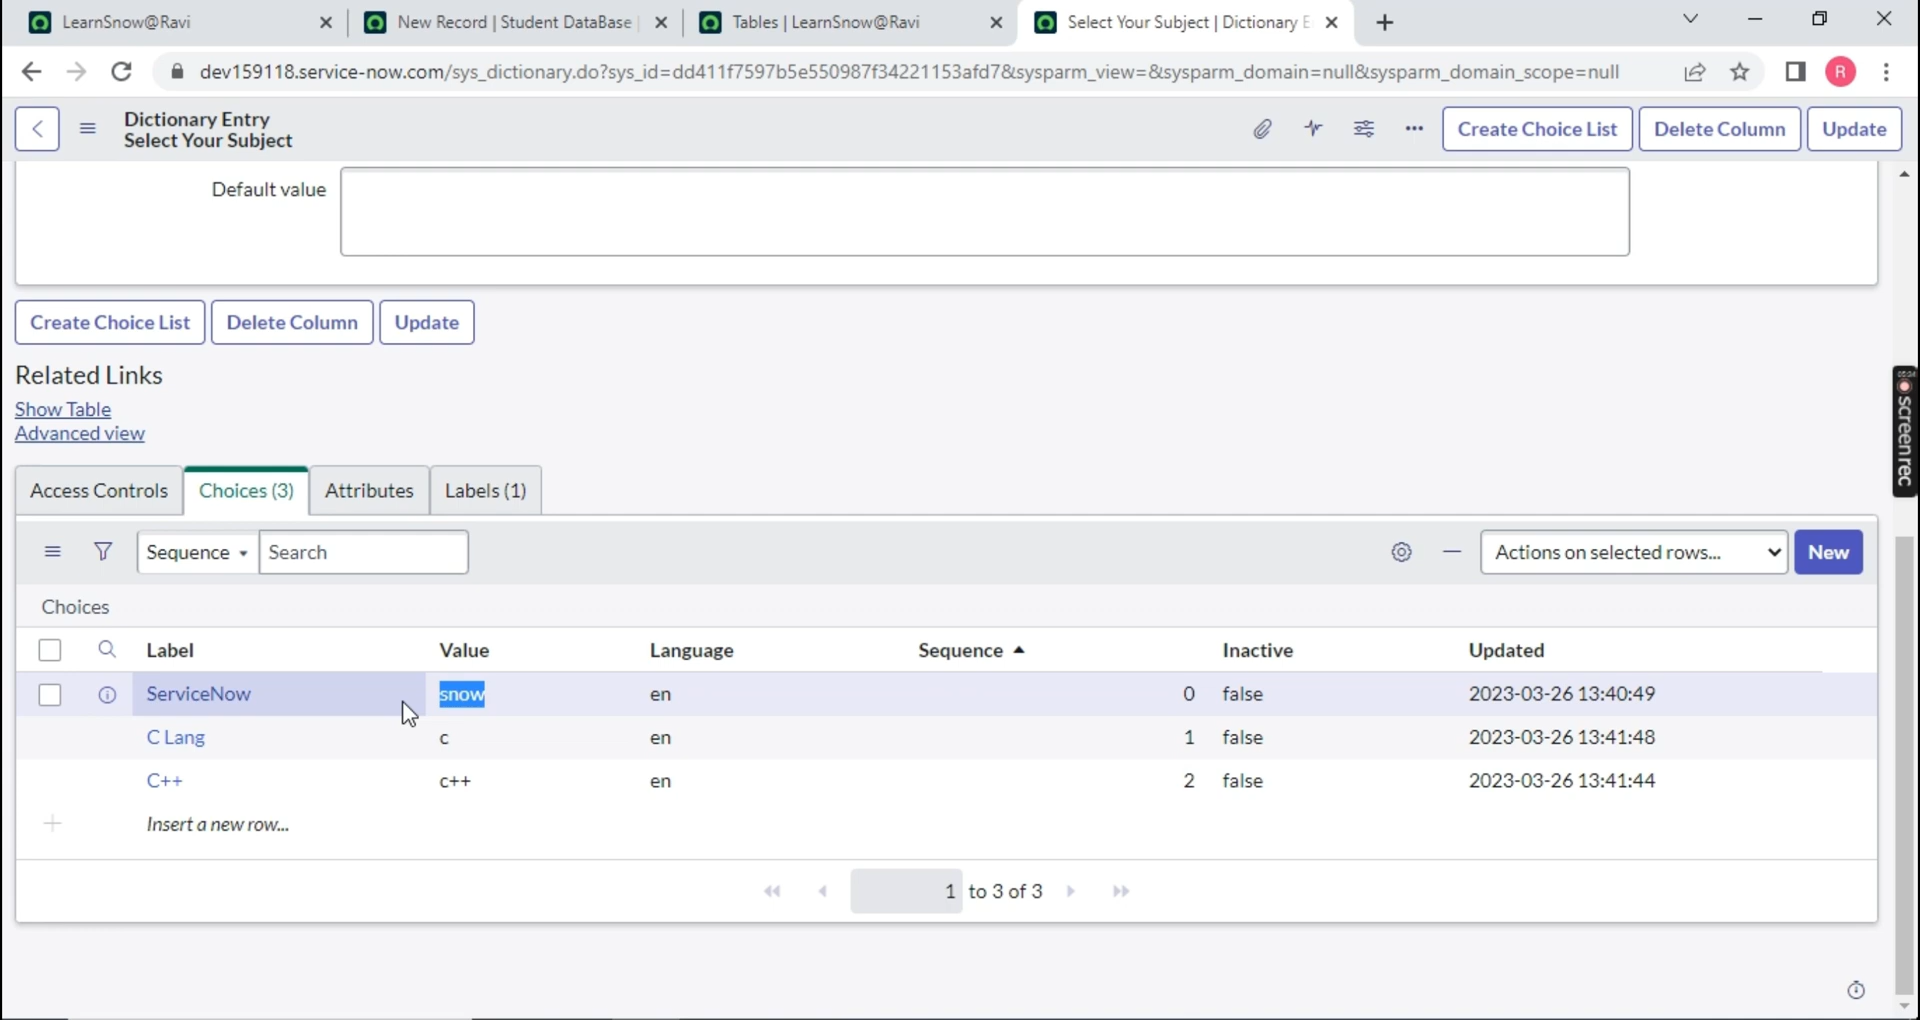 LearnSnow@Ravi
New Record | Student DataBase
Tables | LearnSnow@Ravi
Select Your Subject | Dictionary E
dev159118.service-now.com/sys_dictionary.do?sys_id=dd411f7597b5e550987f34221153afd7&sysparm_view=&sysparm_domain=null&sysparm_domain_scope=null
R
Dictionary Entry
Select Your Subject
Create Choice List
Delete Column
Update
Default value
Create Choice List
Delete Column
Update
Related Links
Show Table
Advanced view
Access Controls
Choices (3)
Attributes
Labels (1)
Sequence
Search
Actions on selected rows...
New
Choices
Label Value Language Sequence Inactive Updated
ServiceNow snow en 0 false 2023-03-26 13:40:49
C Lang c en 1 false 2023-03-26 13:41:48
C++ c++ en 2 false 2023-03-26 13:41:44
Insert a new row...
1 to 3 of 3
screenrec